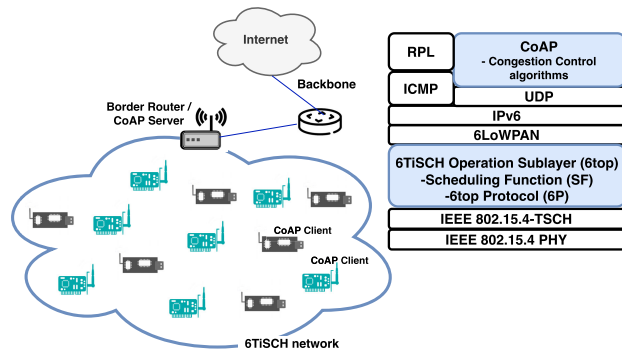 Internet
Backbone
Border Router /
CoAP Server
CoAP Client
CoAP Client
6TiSCH network
RPL
CoAP
- Congestion Control
algorithms
ICMP
UDP
IPv6
6LoWPAN
6TiSCH Operation Sublayer (6top)
-Scheduling Function (SF)
-6top Protocol (6P)
IEEE 802.15.4-TSCH
IEEE 802.15.4 PHY